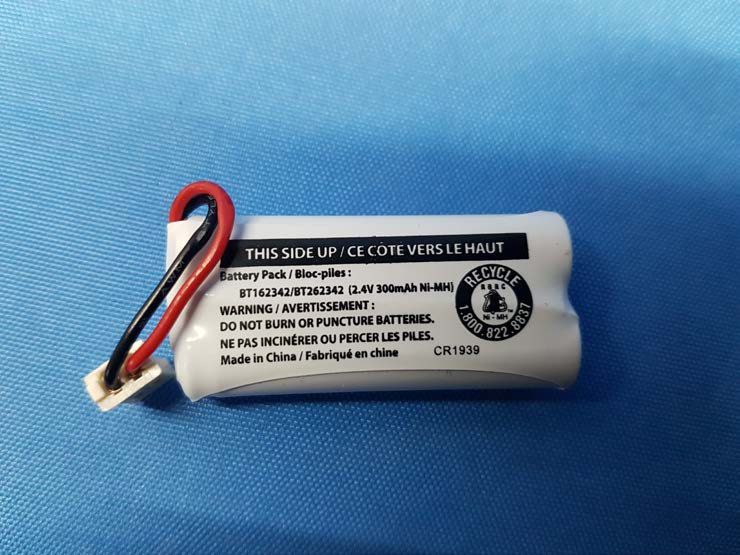 THIS SIDE UP / CE CÖTÉ VERS LE HAUT
Battery Pack / Bloc-piles :
BT162342/BT262342 (2.4V 300mAh Ni-MH)
WARNING / AVERTISSEMENT :
DO NOT BURN OR PUNCTURE BATTERIES.
NE PAS INCINÉRER OU PERCER LES PILES.
Made in China / Fabriqué en chine
CR1939
RECYCLE
RBRC
Ni - MH
1.800.822.8837